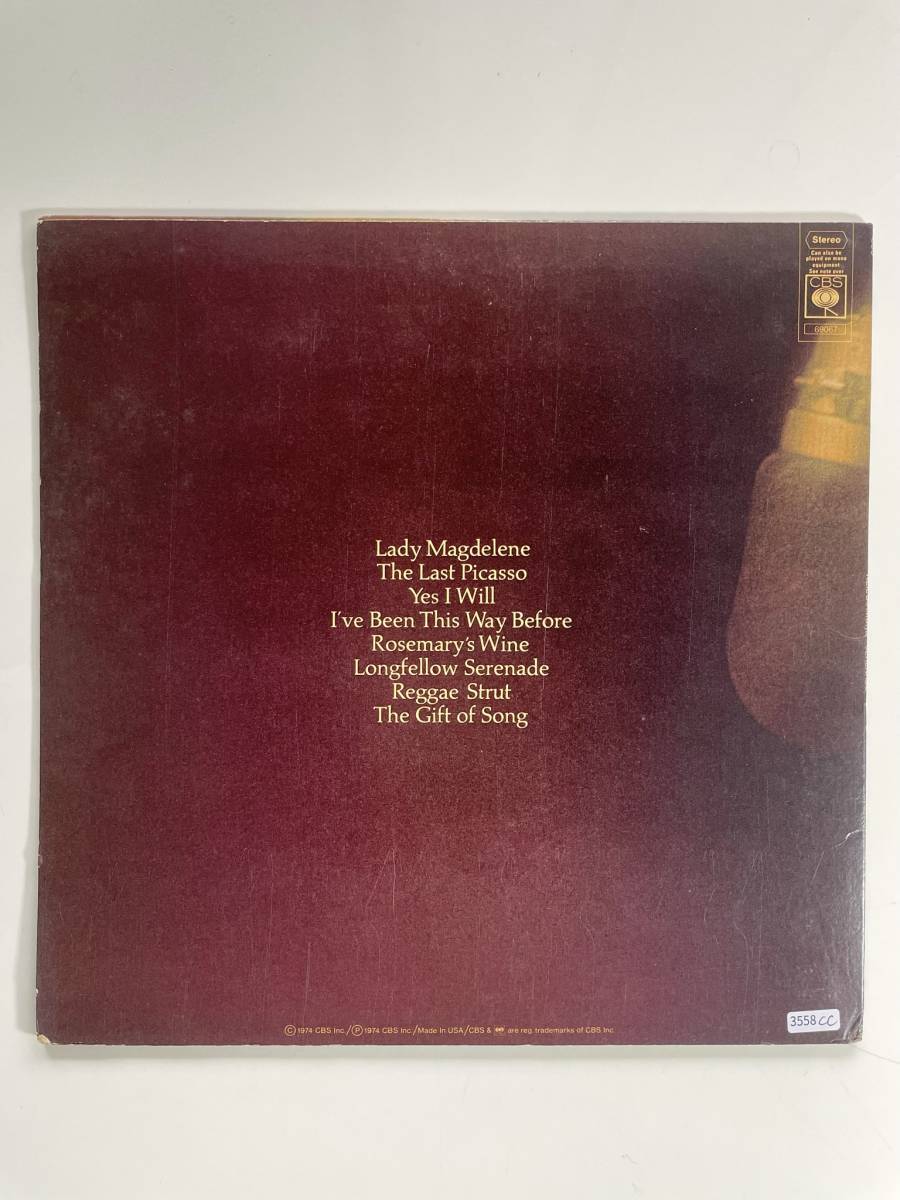 Stereo
Can also be
played on mono
equipment
See note over
CBS
69067
Lady Magdelene
The Last Picasso
Yes I Will
I've Been This Way Before
Rosemary's Wine
Longfellow Serenade
Reggae Strut
The Gift of Song
Ⓒ 1974 CBS Inc./Ⓟ 1974 CBS Inc./Made In USA/CBS & are reg. trademarks of CBS Inc.
3558 CC